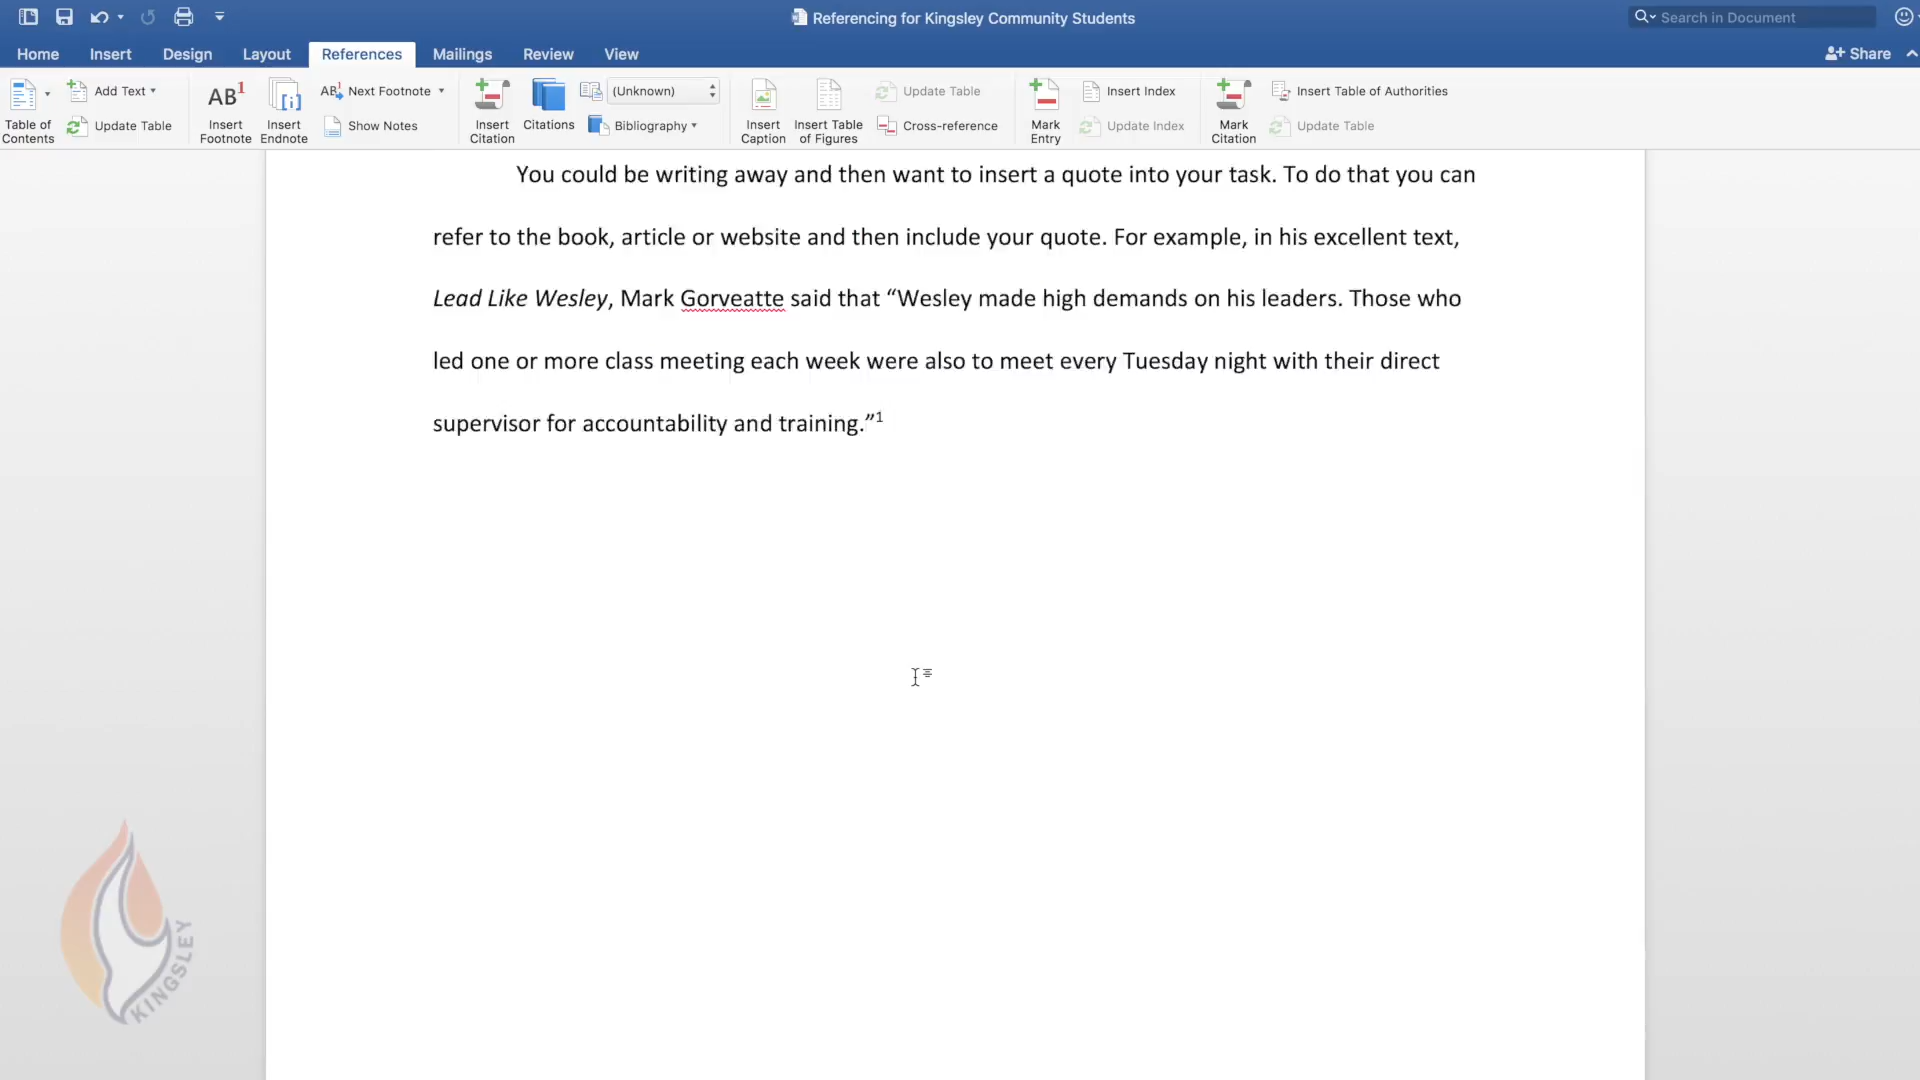 Referencing for Kingsley Community Students
Search in Document
Home Insert Design Layout References Mailings Review View
Share
Table of Contents
Add Text
Update Table
AB1
Insert Footnote
Insert Endnote
AB1 Next Footnote
Show Notes
Insert Citation
Citations
(Unknown)
Bibliography
Insert Caption
Insert Table of Figures
Update Table
Cross-reference
Mark Entry
Insert Index
Update Index
Mark Citation
Insert Table of Authorities
Update Table
You could be writing away and then want to insert a quote into your task. To do that you can
refer to the book, article or website and then include your quote. For example, in his excellent text,
Lead Like Wesley, Mark Gorveatte said that “Wesley made high demands on his leaders. Those who
led one or more class meeting each week were also to meet every Tuesday night with their direct
supervisor for accountability and training.”1
KINGSLEY